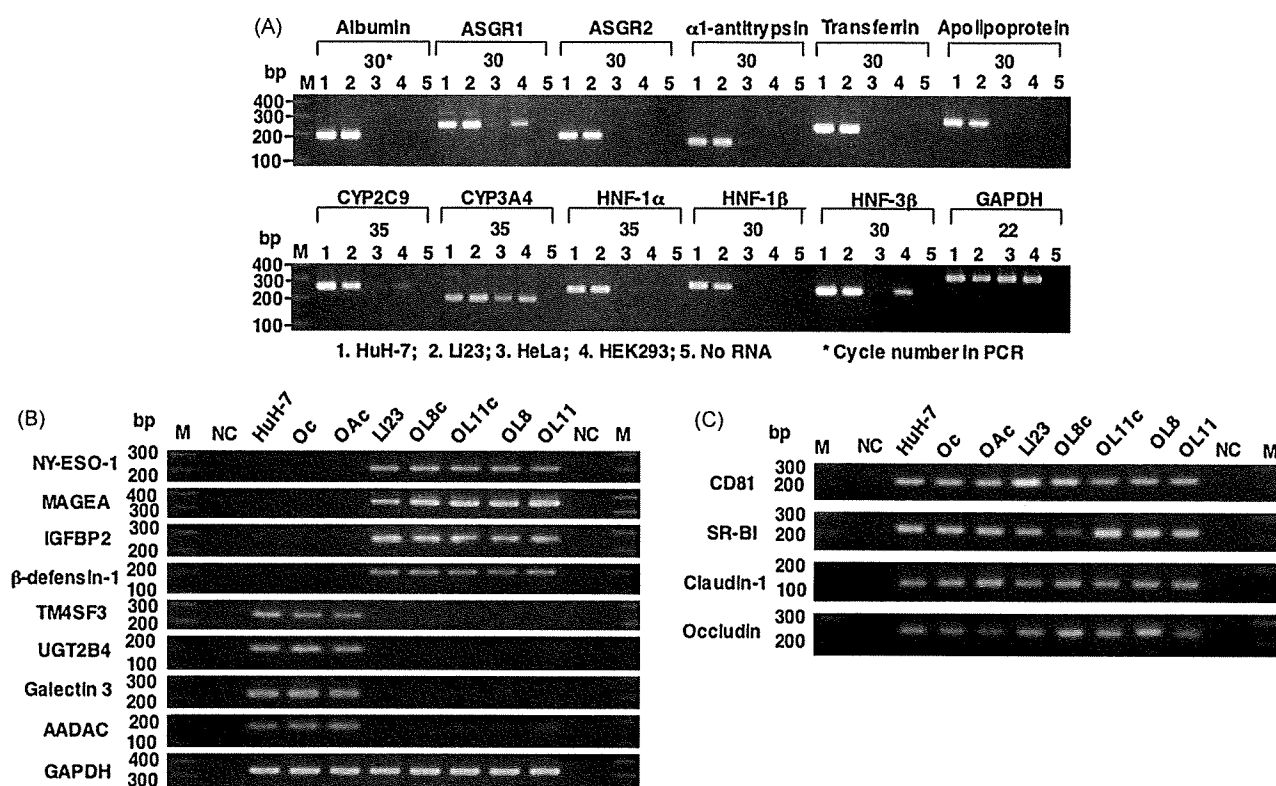 (A)
Albumin ASGR1 ASGR2 α1-antitrypsin Transferrin Apolipoprotein
30* 30 30 30 30 30
bp M 1 2 3 4 5 1 2 3 4 5 1 2 3 4 5 1 2 3 4 5 1 2 3 4 5 1 2 3 4 5
400
300
200
100
CYP2C9 CYP3A4 HNF-1α HNF-1β HNF-3β GAPDH
35 35 35 30 30 22
bp M 1 2 3 4 5 1 2 3 4 5 1 2 3 4 5 1 2 3 4 5 1 2 3 4 5 1 2 3 4 5
400
300
200
100
1. HuH-7; 2. Li23; 3. HeLa; 4. HEK293; 5. No RNA * Cycle number in PCR
(B)
bp M NC HuH-7 Oc OAc Li23 OL8c OL11c OL8 OL11 NC M
NY-ESO-1 300 200
MAGEA 400 300
IGFBP2 300 200
β-defensin-1 200 100
TM4SF3 300 200
UGT2B4 200 100
Galectin 3 300 200
AADAC 200 100
GAPDH 400 300
(C)
bp M NC HuH-7 Oc OAc Li23 OL8c OL11c OL8 OL11 NC M
CD81 300 200
SR-BI 300 200
Claudin-1 200 100
Occludin 300 200